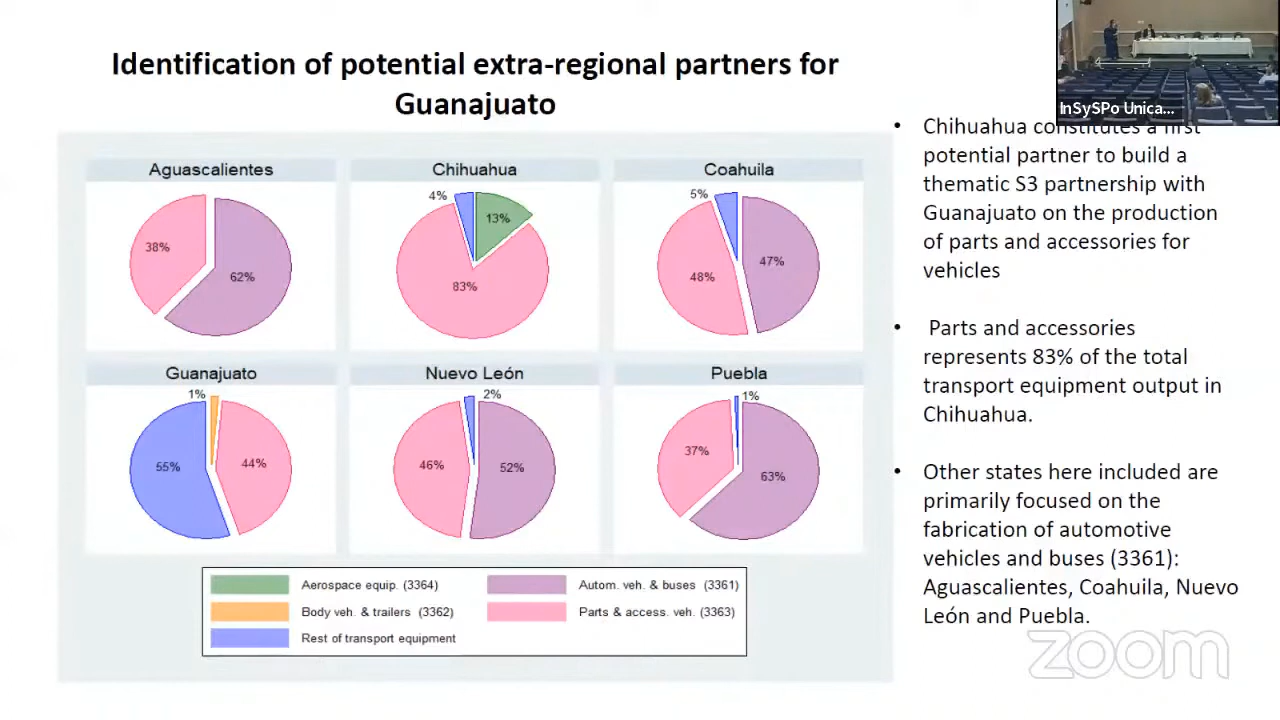 Identification of potential extra-regional partners for
Guanajuato
InSySPo Unica...
Aguascalientes
38%
62%
Chihuahua
4%
13%
83%
Coahuila
5%
48%
47%
Guanajuato
1%
55%
44%
Nuevo León
2%
46%
52%
Puebla
1%
37%
63%
Aerospace equip. (3364)
Autom. veh. & buses (3361)
Body veh. & trailers (3362)
Parts & access. veh. (3363)
Rest of transport equipment
• Chihuahua constitutes a first
potential partner to build a
thematic S3 partnership with
Guanajuato on the production
of parts and accessories for
vehicles
• Parts and accessories
represents 83% of the total
transport equipment output in
Chihuahua.
• Other states here included are
primarily focused on the
fabrication of automotive
vehicles and buses (3361):
Aguascalientes, Coahuila, Nuevo
León and Puebla.
zoom